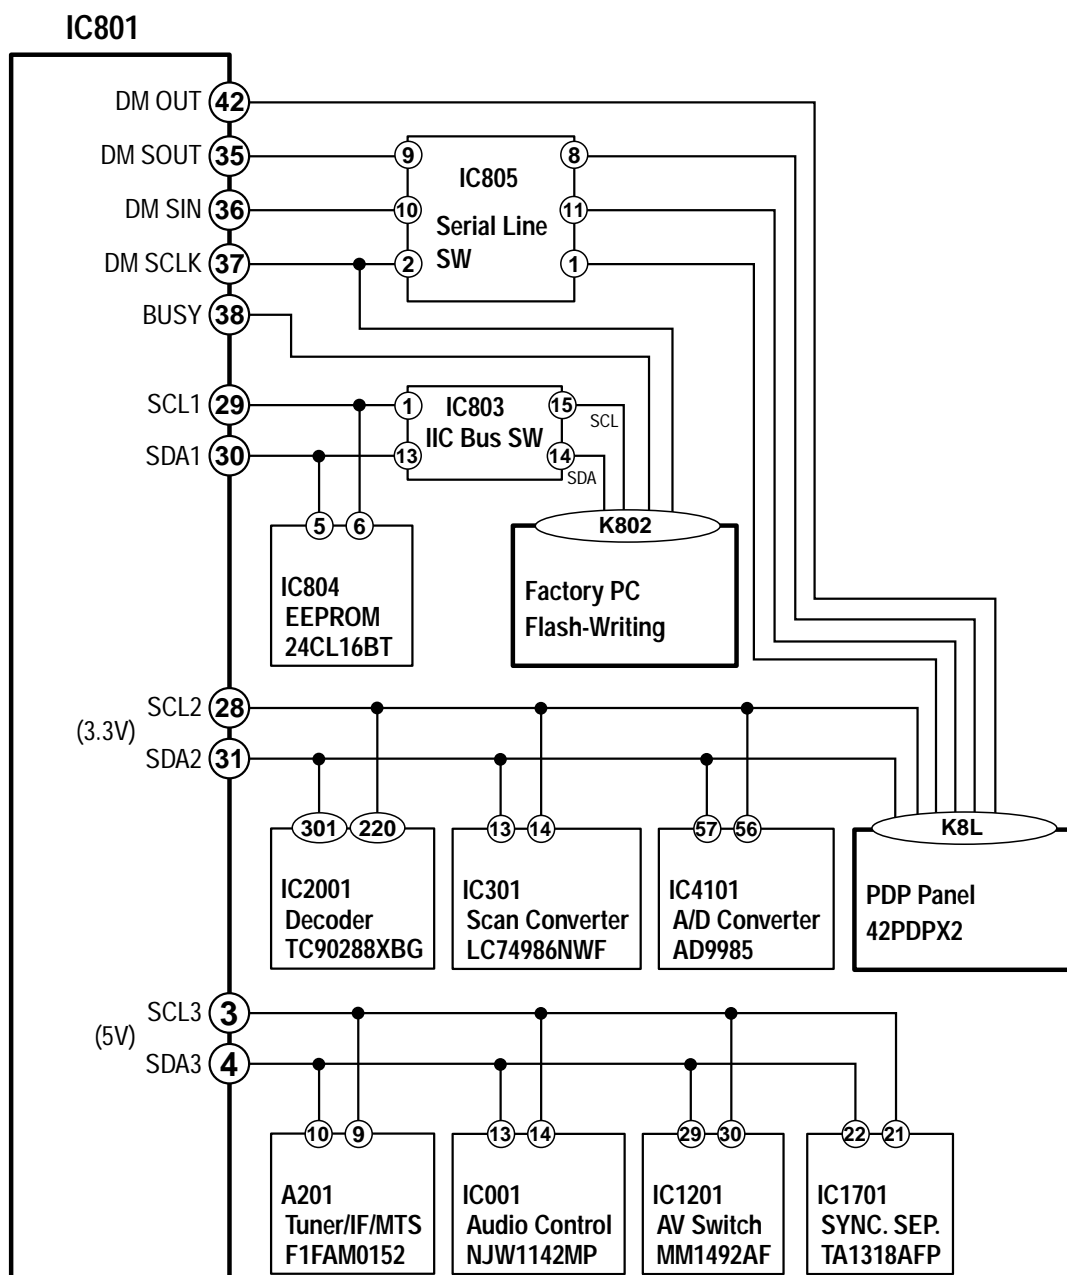 IC801
DM OUT 42
DM SOUT 35 9 8
IC805
DM SIN 36 10 11
Serial Line
SW
DM SCLK 37 2 1
BUSY 38
SCL1 29 1 IC803 15
SCL
IIC Bus SW
SDA1 30 13 14
SDA
5 6
K802
IC804
EEPROM
24CL16BT
Factory PC
Flash-Writing
SCL2 28
(3.3V)
SDA2 31
301 220 13 14 57 56 K8L
IC2001
Decoder
TC90288XBG
IC301
Scan Converter
LC74986NWF
IC4101
A/D Converter
AD9985
PDP Panel
42PDPX2
SCL3 3
(5V)
SDA3 4
10 9 13 14 29 30 22 21
A201
Tuner/IF/MTS
F1FAM0152
IC001
Audio Control
NJW1142MP
IC1201
AV Switch
MM1492AF
IC1701
SYNC. SEP.
TA1318AFP